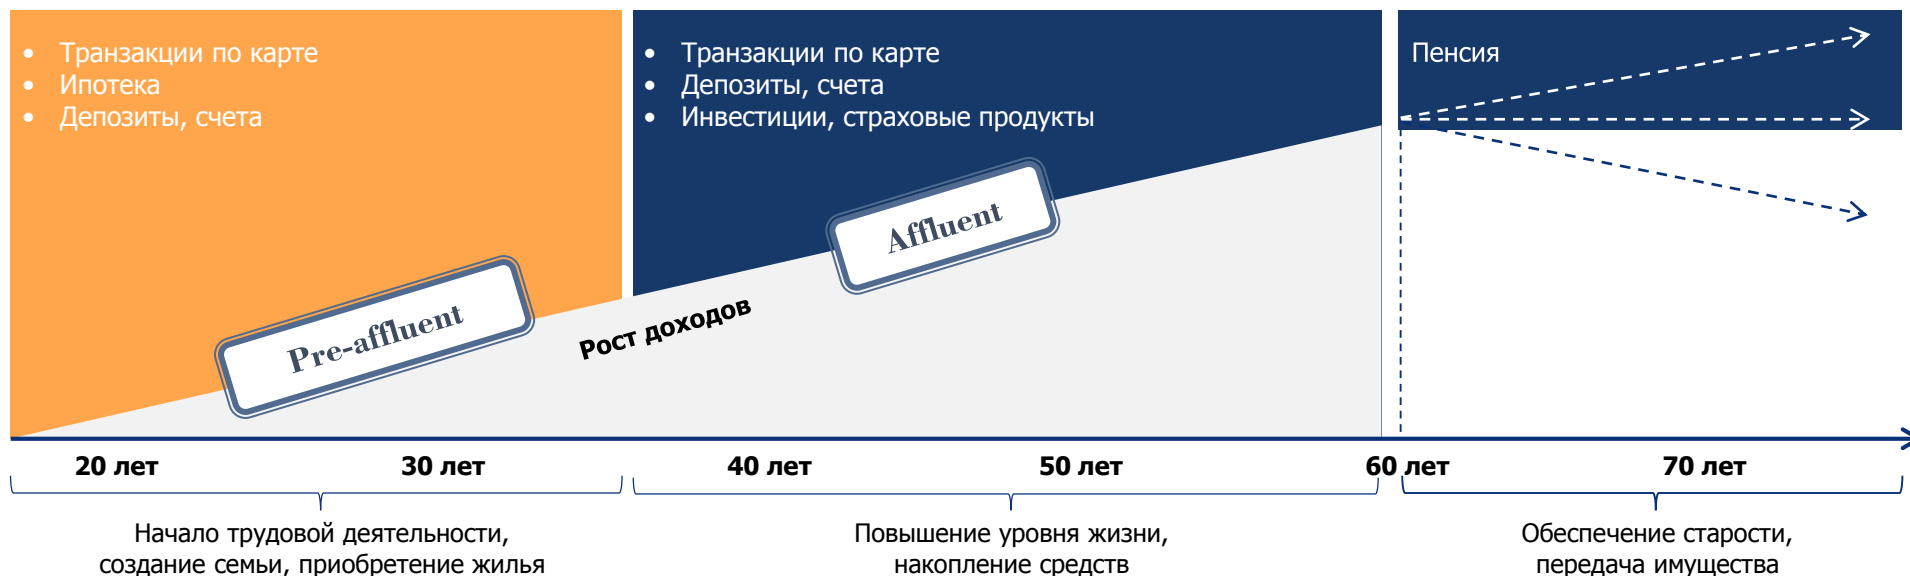 • Транзакции по карте
• Ипотека
• Депозиты, счета
• Транзакции по карте
• Депозиты, счета
• Инвестиции, страховые продукты
Пенсия
Affluent
Pre-affluent
Рост доходов
20 лет
30 лет
40 лет
50 лет
60 лет
70 лет
Начало трудовой деятельности,
создание семьи, приобретение жилья
Повышение уровня жизни,
накопление средств
Обеспечение старости,
передача имущества